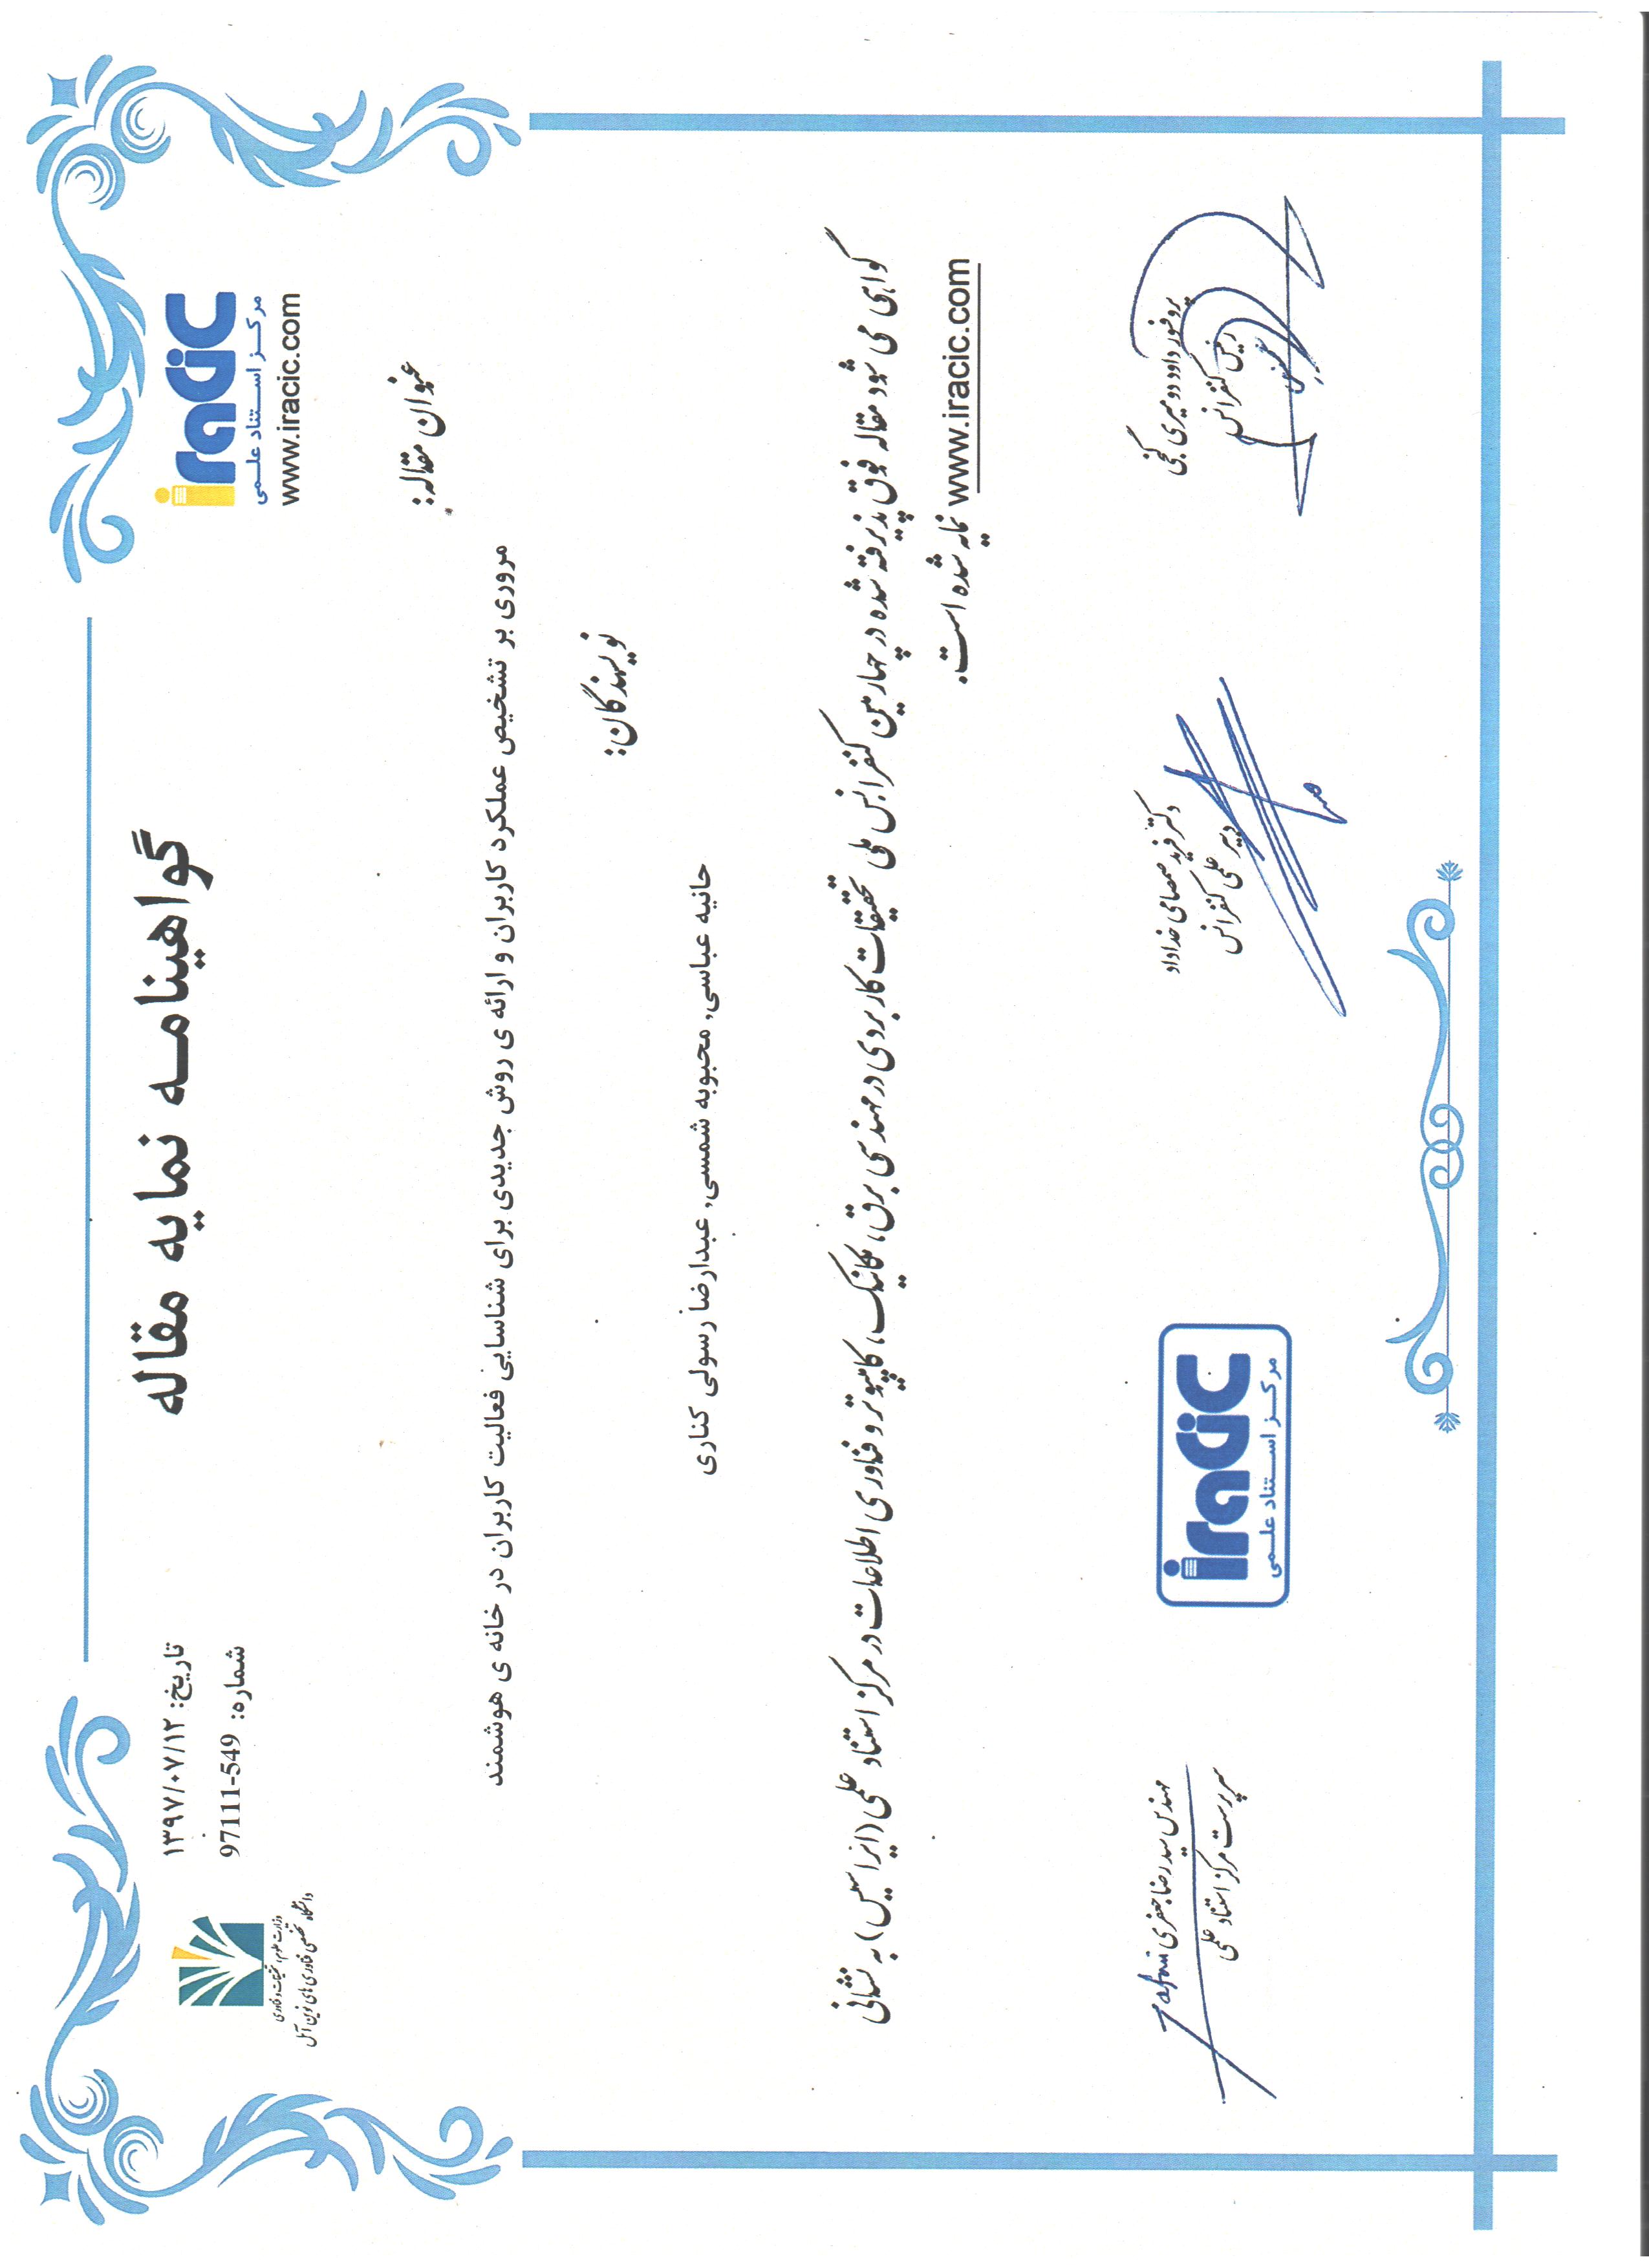 گواهینامه نمایه مقاله
iracic
مرکز استناد علمی
www.iracic.com
تاریخ: ۱۳۹۷/۰۷/۱۲
شماره: 97111-549
وزارت علوم، تحقیقات و فناوری
دانشگاه تخصصی فناوری های نوین آمل
عنوان مقاله:
مروری بر تشخیص عملکرد کاربران و ارائه ی روش جدیدی برای شناسایی فعالیت کاربران در خانه ی هوشمند
نویسندگان:
حانیه عباسی, محبوبه شمسی, عبدارضا رسولی کناری
گواهی می شود مقاله فوق پذیرفته شده در چهارمین کنفرانس ملی تحقیقات کاربردی در مهندسی برق، مکانیک، کامپیوتر و فناوری اطلاعات در مرکز استناد علمی (ایراسیس) به نشانی
www.iracic.com نمایه شده است.
پروفسور داود دومیری گنجی
رئیس کنفرانس
دکتر فرید صمصامی خداداد
دبیر علمی کنفرانس
iracic
مرکز استناد علمی
مهندس سید رضا جعفری
سرپرست مرکز استناد علمی